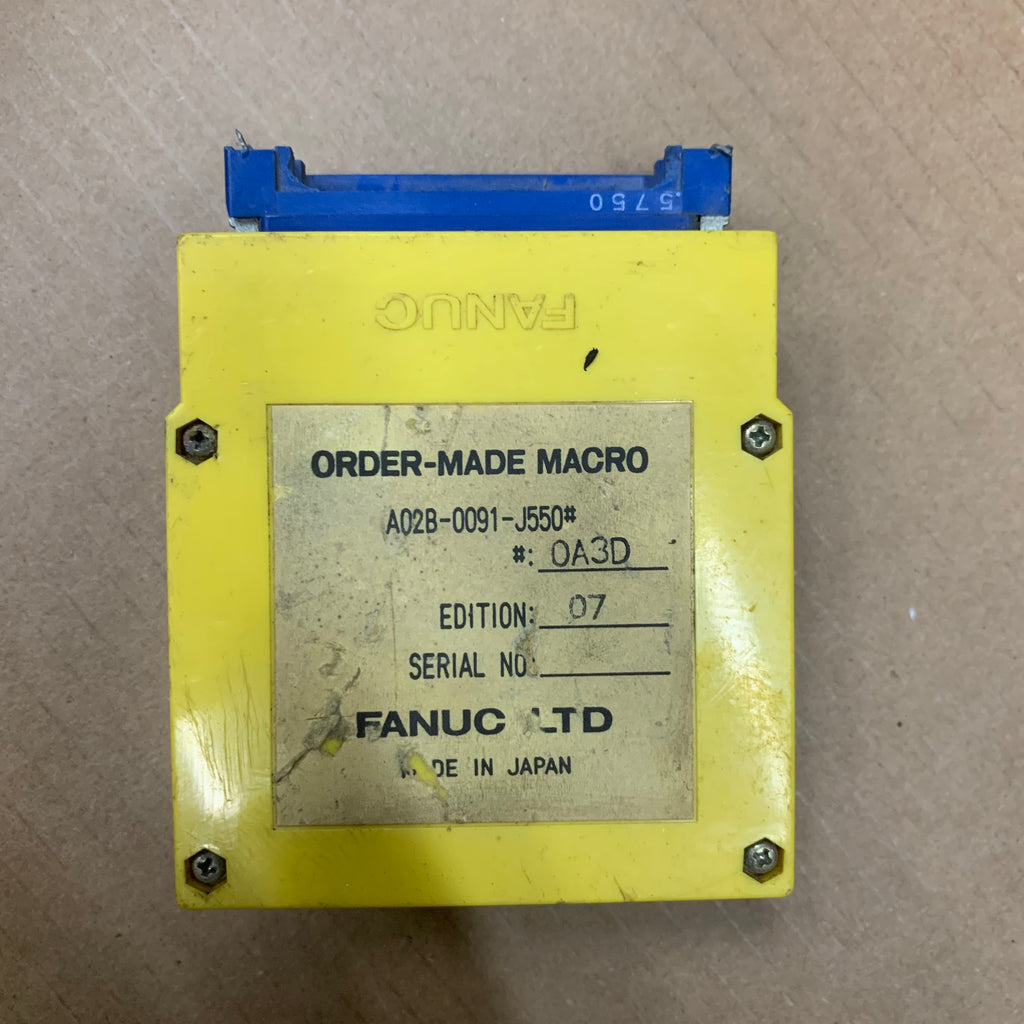 5750
FANUC
ORDER-MADE MACRO
A02B-0091-J550#
#: 0A3D
EDITION: 07
SERIAL NO:
FANUC LTD
MADE IN JAPAN